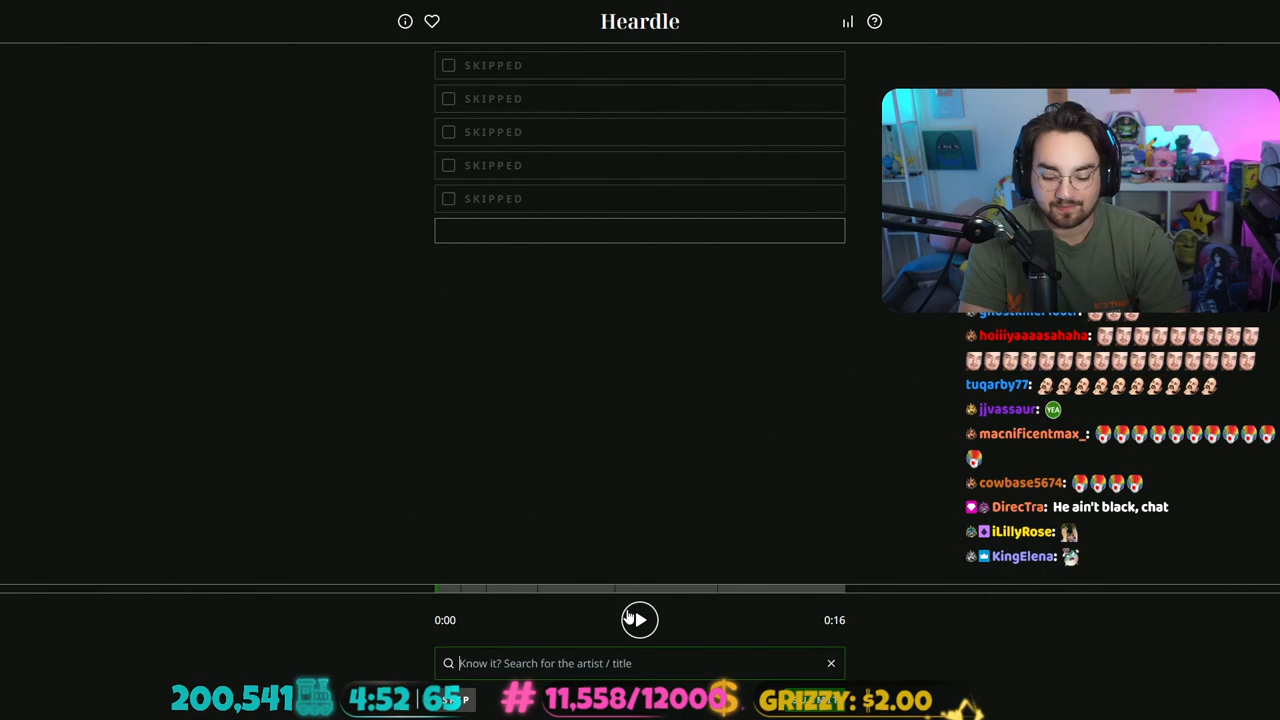 Heardle
SKIPPED
SKIPPED
SKIPPED
SKIPPED
SKIPPED
hoiiiyaaaasahaha:
tuqarby77:
jjvassaur: YEA
macnificentmax_:
cowbase5674:
DirecTra: He ain't black, chat
iLillyRose:
KingElena:
0:00
0:16
Know it? Search for the artist / title
200,541
4:52 | 65
# 11,558/12000
$ GRIZZY: $2.00